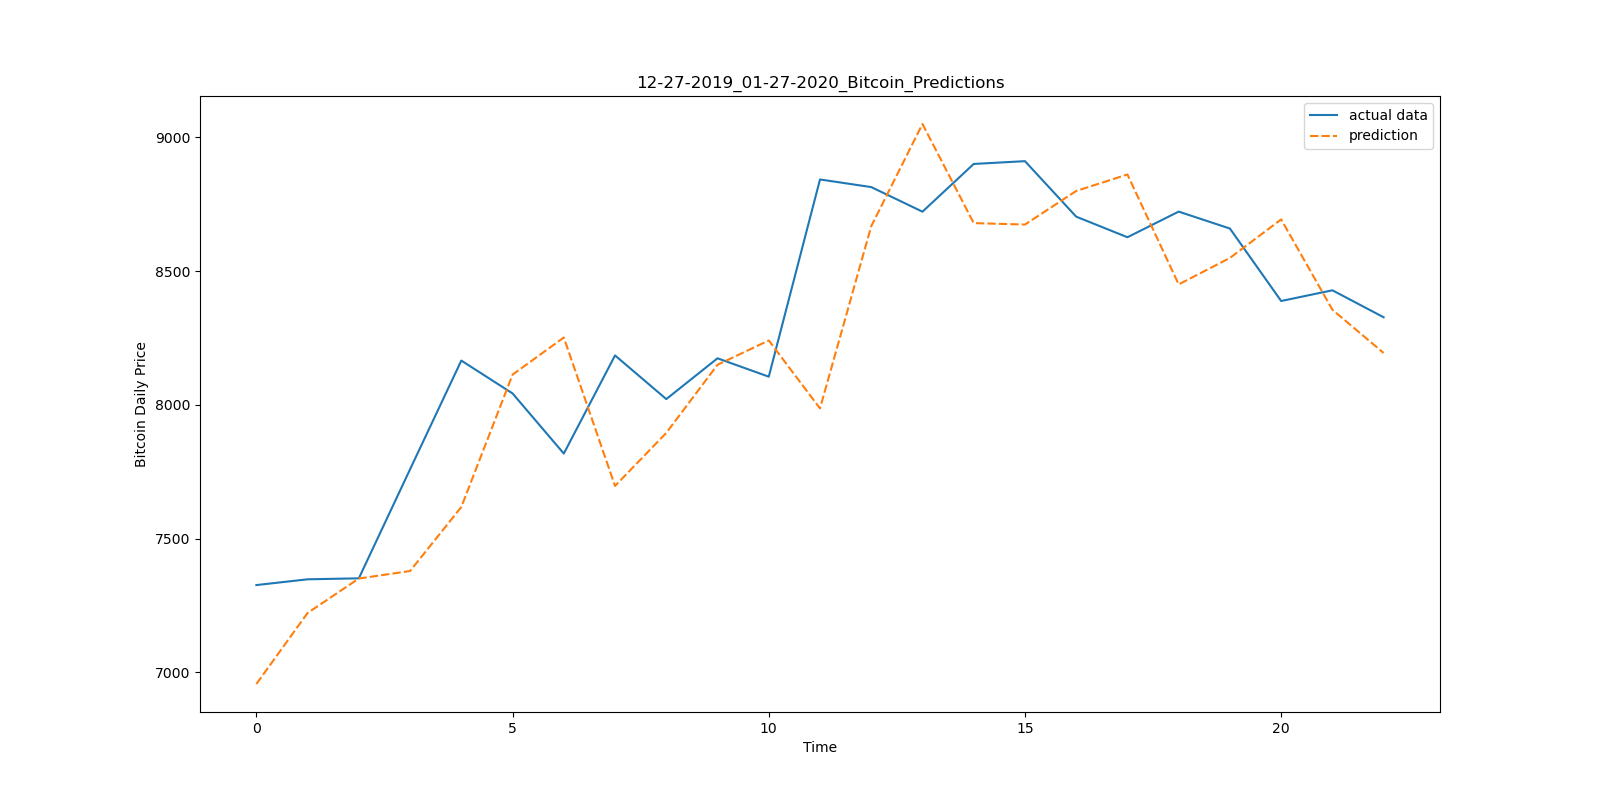 12-27-2019_01-27-2020_Bitcoin_Predictions
actual data
prediction
9000
8500
8000
7500
7000
Bitcoin Daily Price
0 5 10 15 20
Time